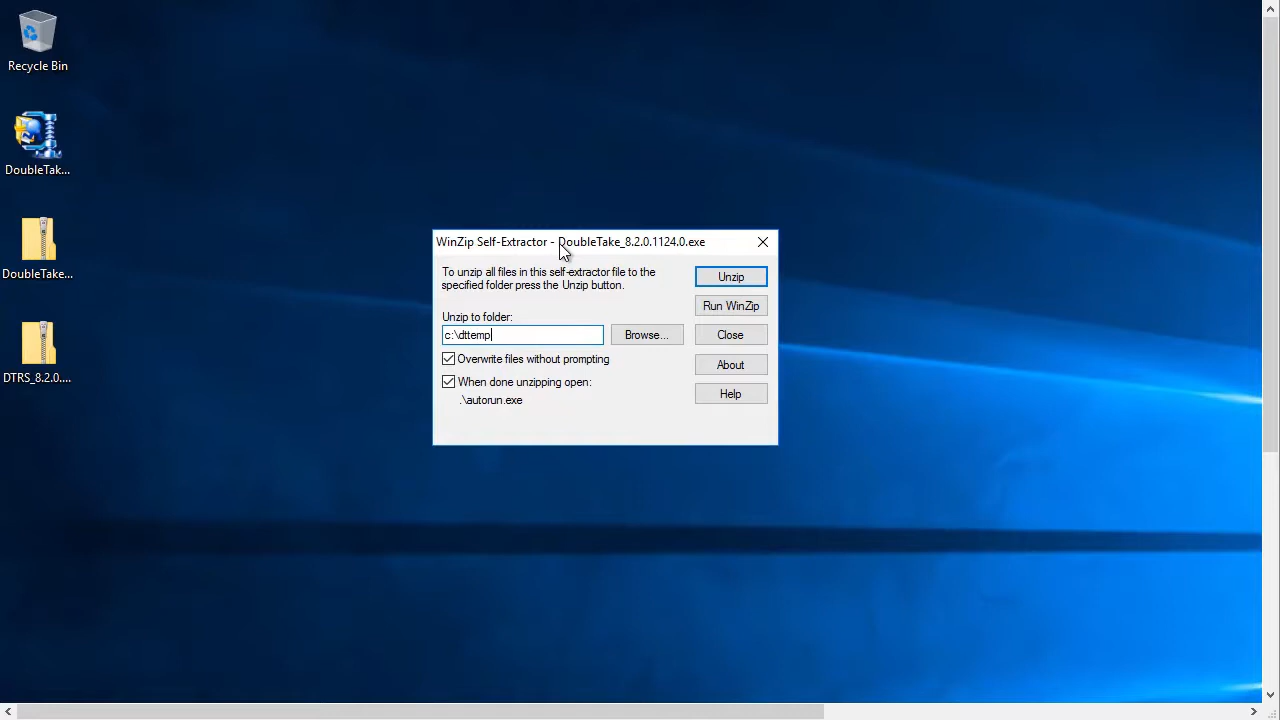 Recycle Bin
DoubleTak...
DoubleTake...
DTRS_8.2.0....
WinZip Self-Extractor - DoubleTake_8.2.0.1124.0.exe
To unzip all files in this self-extractor file to the
specified folder press the Unzip button.
Unzip to folder:
c:\dttemp
Browse...
Overwrite files without prompting
When done unzipping open:
.\autorun.exe
Unzip
Run WinZip
Close
About
Help